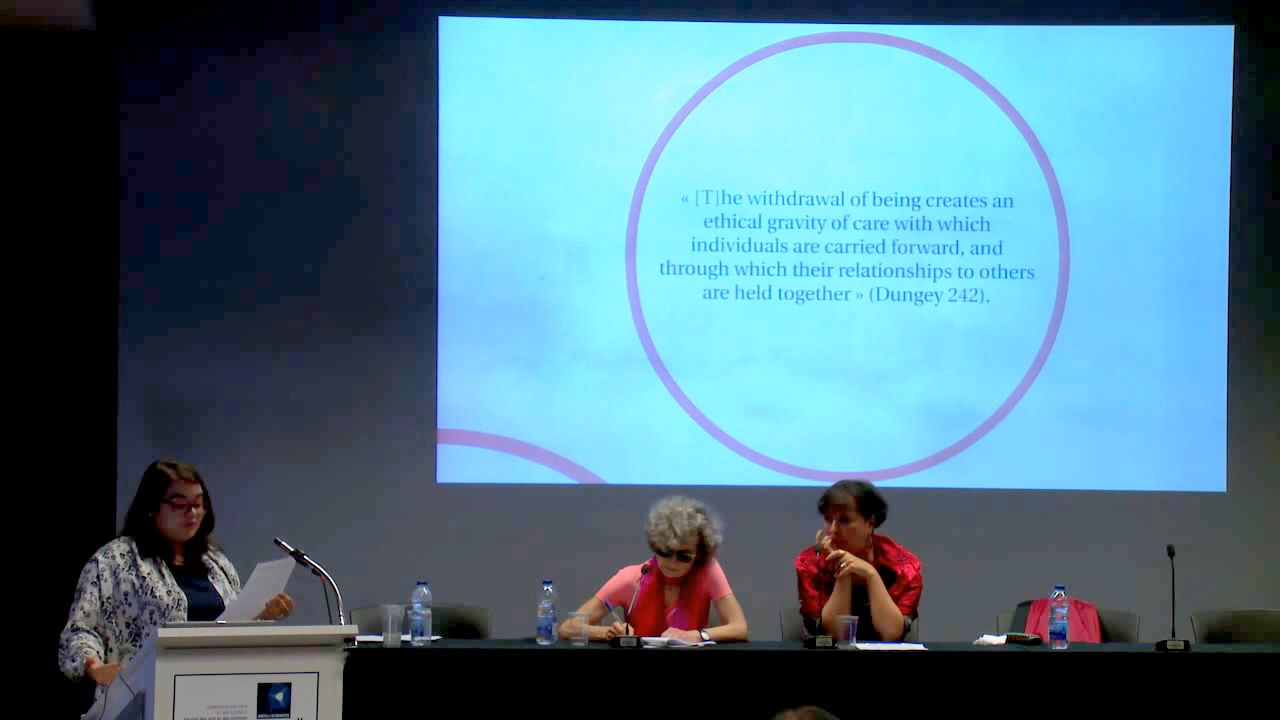 « [T]he withdrawal of being creates an
ethical gravity of care with which
individuals are carried forward, and
through which their relationships to others
are held together » (Dungey 242).